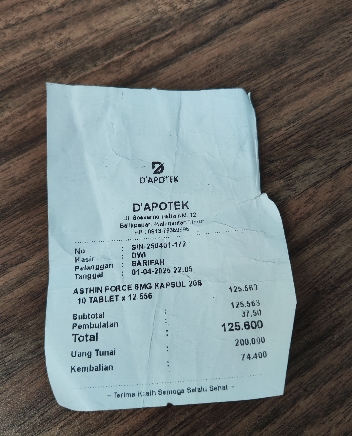 D'APOTEK
D'APOTEK
No : SIN-250401-172
Kasir : DWI
Pelanggan : SARIFAH
Tanggal : 01-04-2025 22.05
ASTHIN FORCE 6MG KAPSUL 20S
10 TABLET x 12.556 125.563
Subtotal : 125.563
Pembulatan : 37,50
Total : 125.600
Uang Tunai : 200.000
Kembalian : 74.400
- Terima Kasih Semoga Selalu Sehat -